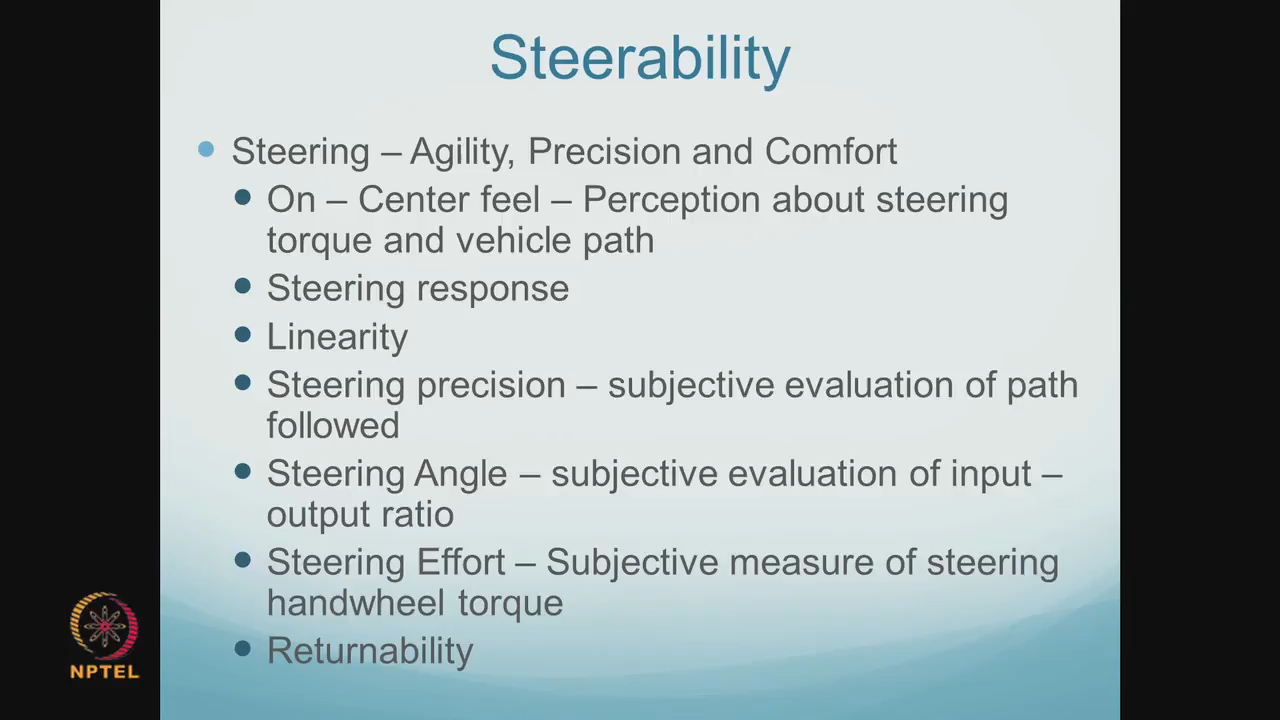 Steerability
Steering – Agility, Precision and Comfort
On – Center feel – Perception about steering
torque and vehicle path
Steering response
Linearity
Steering precision – subjective evaluation of path
followed
Steering Angle – subjective evaluation of input –
output ratio
Steering Effort – Subjective measure of steering
handwheel torque
Returnability
NPTEL